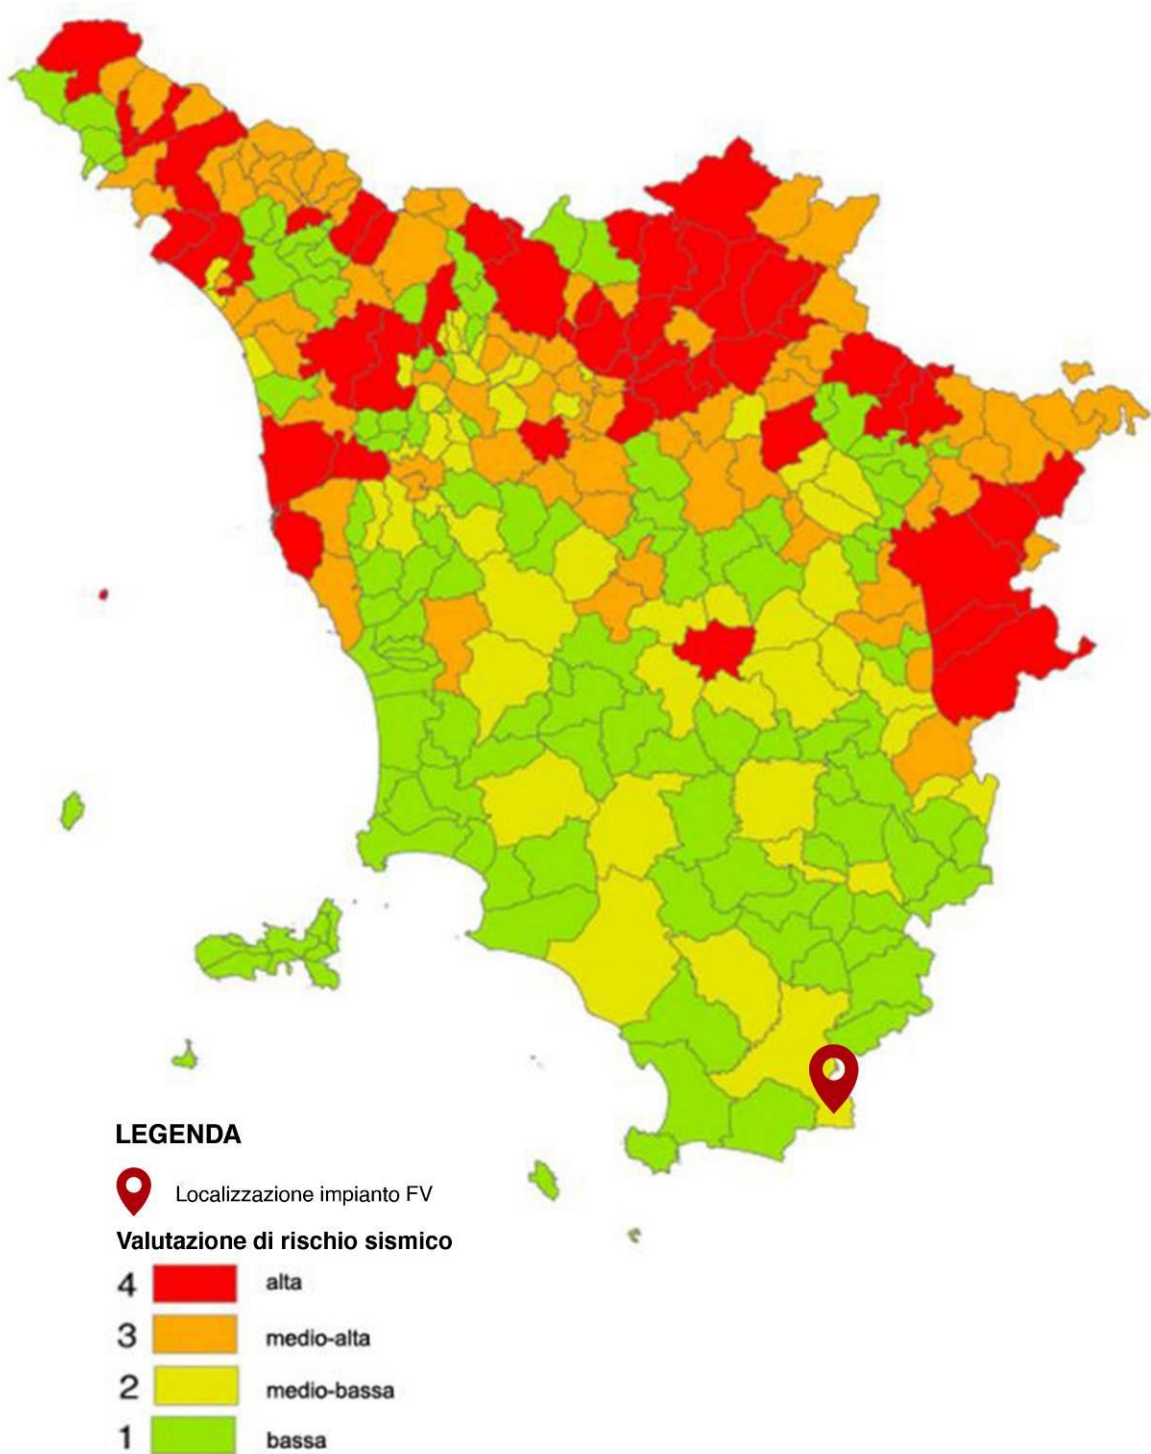 LEGENDA
Localizzazione impianto FV
Valutazione di rischio sismico
4 alta
3 medio-alta
2 medio-bassa
1 bassa